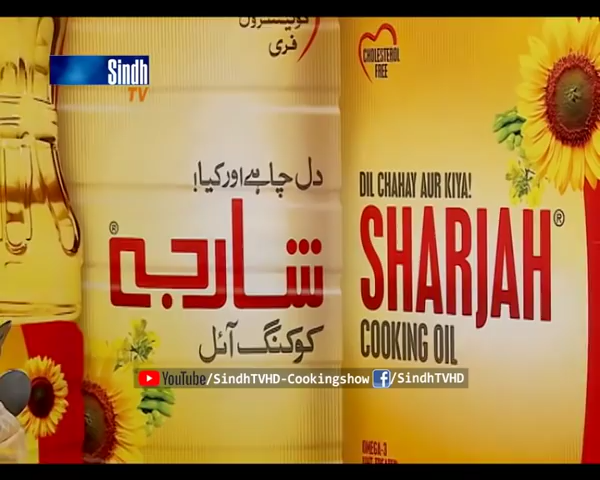 Sindh
TV
کولیسٹرول
فری
CHOLESTEROL
FREE
دل چاہے اور کیا!
شارجہ®
کوکنگ آئل
DIL CHAHAY AUR KIYA!
SHARJAH®
COOKING OIL
YouTube/SindhTVHD-Cookingshow f/SindhTVHD
OMEGA-3